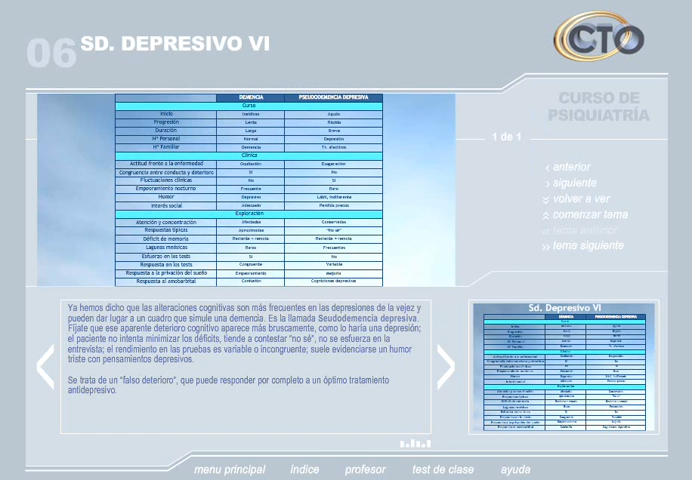 06 SD. DEPRESIVO VI
CTO
CURSO DE
PSIQUIATRÍA
1 de 1
anterior
siguiente
volver a ver
comenzar tema
tema anterior
tema siguiente
DEMENCIA PSEUDODEMENCIA DEPRESIVA
Curso
Inicio Insidioso Agudo
Progresión Lenta Rápida
Duración Larga Breve
Hª Personal Normal Depresión
Hª Familiar Demencia Tr. afectivos
Clínica
Actitud frente a la enfermedad Ocultación Exageración
Congruencia entre conducta y deterioro Sí No
Fluctuaciones clínicas No Sí
Empeoramiento nocturno Frecuente Raro
Humor Depresivo Lábil, indiferente
Interés social Adecuado Perdido precoz
Exploración
Atención y concentración Afectadas Conservadas
Respuestas típicas Aproximadas "No sé"
Déficit de memoria Reciente > remota Reciente = remota
Lagunas mnésicas Raras Frecuentes
Esfuerzo en los tests Sí No
Respuesta en los tests Congruente Variable
Respuesta a la privación del sueño Empeoramiento Mejoría
Respuesta al amobarbital Confusión Cogniciones depresivas
Ya hemos dicho que las alteraciones cognitivas son más frecuentes en las depresiones de la vejez y
pueden dar lugar a un cuadro que simule una demencia. Es la llamada Seudodemencia depresiva.
Fíjate que ese aparente deterioro cognitivo aparece más bruscamente, como lo haría una depresión;
el paciente no intenta minimizar los déficits, tiende a contestar "no sé", no se esfuerza en la
entrevista; el rendimiento en las pruebas es variable o incongruente; suele evidenciarse un humor
triste con pensamientos depresivos.
Se trata de un "falso deterioro", que puede responder por completo a un óptimo tratamiento
antidepresivo.
Sd. Depresivo VI
menu principal índice profesor test de clase ayuda